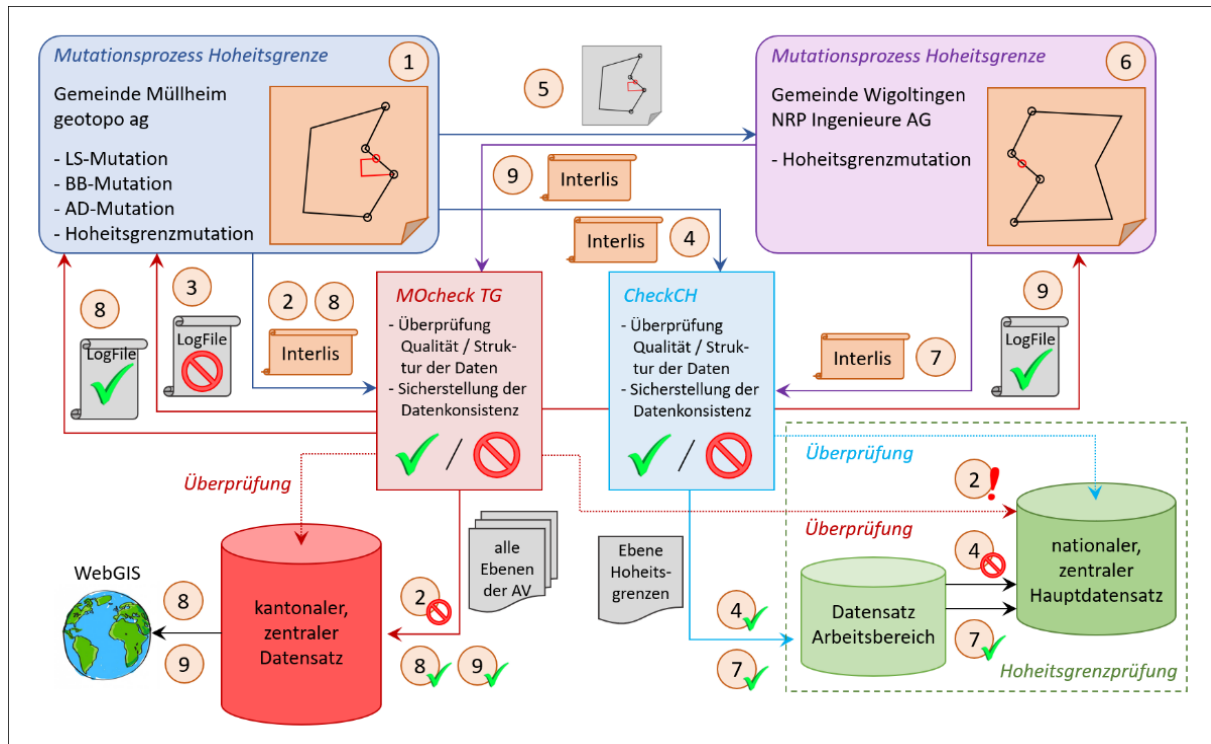 Mutationsprozess Hoheitsgrenze
1
Gemeinde Müllheim
geotopo ag
- LS-Mutation
- BB-Mutation
- AD-Mutation
- Hoheitsgrenzmutation
5
Mutationsprozess Hoheitsgrenze
6
Gemeinde Wigoltingen
NRP Ingenieure AG
- Hoheitsgrenzmutation
9
Interlis
Interlis
4
8
LogFile
3
LogFile
2
8
Interlis
MOcheck TG
- Überprüfung
Qualität / Struk-
tur der Daten
- Sicherstellung der
Datenkonsistenz
/
CheckCH
- Überprüfung
Qualität / Struk-
tur der Daten
- Sicherstellung der
Datenkonsistenz
/
Interlis
7
9
LogFile
Überprüfung
Überprüfung
2
Überprüfung
WebGIS
8
9
kantonaler,
zentraler
Datensatz
alle
Ebenen
der AV
2
8
9
Ebene
Hoheits-
grenzen
4
7
Datensatz
Arbeitsbereich
4
7
nationaler,
zentraler
Hauptdatensatz
Hoheitsgrenzprüfung